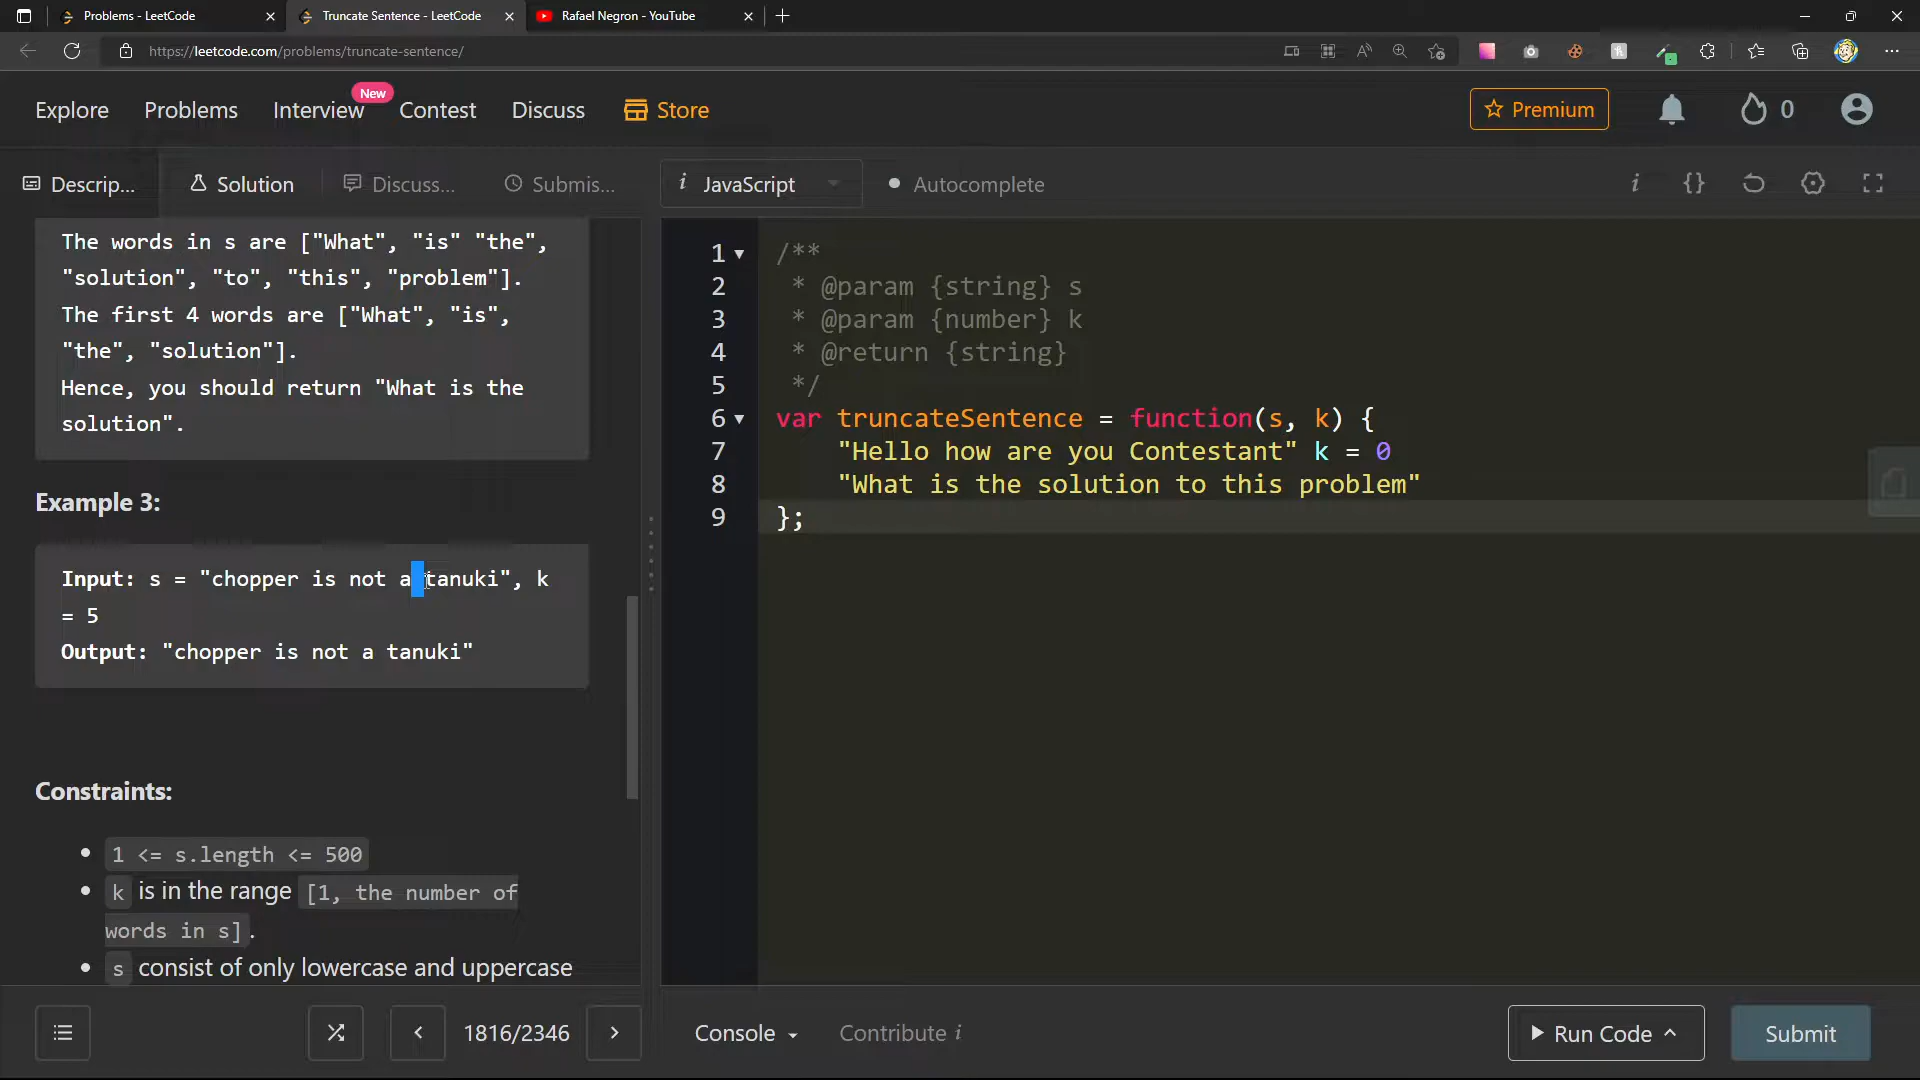 Problems - LeetCode
Truncate Sentence - LeetCode
Rafael Negron - YouTube
https://leetcode.com/problems/truncate-sentence/
Explore
Problems
Interview
New
Contest
Discuss
Store
Premium
0
Descrip...
Solution
Discuss...
Submis...
i JavaScript
Autocomplete
The words in s are ["What", "is" "the",
"solution", "to", "this", "problem"].
The first 4 words are ["What", "is",
"the", "solution"].
Hence, you should return "What is the
solution".
Example 3:
Input: s = "chopper is not a tanuki", k
= 5
Output: "chopper is not a tanuki"
Constraints:
1 <= s.length <= 500
k is in the range [1, the number of
words in s].
s consist of only lowercase and uppercase
1 /**
2 * @param {string} s
3 * @param {number} k
4 * @return {string}
5 */
6 var truncateSentence = function(s, k) {
7 "Hello how are you Contestant" k = 0
8 "What is the solution to this problem"
9 };
1816/2346
Console
Contribute i
Run Code
Submit